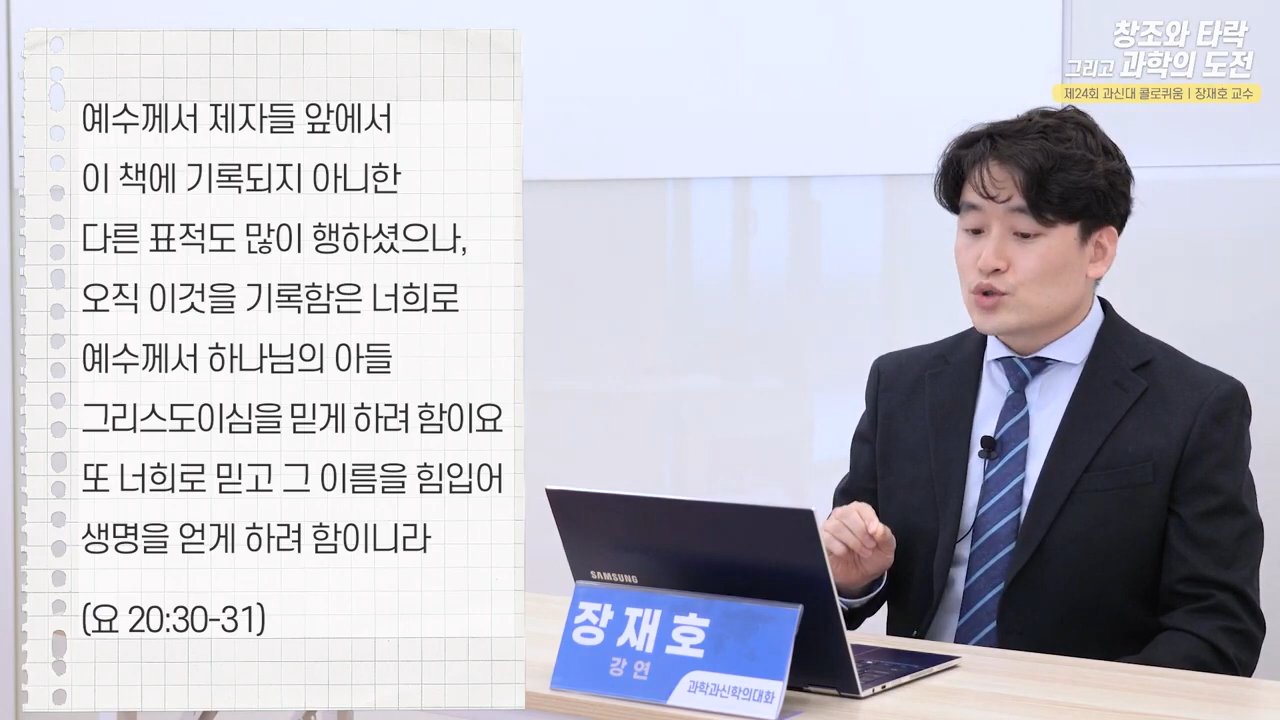 예수께서 제자들 앞에서
이 책에 기록되지 아니한
다른 표적도 많이 행하셨으나,
오직 이것을 기록함은 너희로
예수께서 하나님의 아들
그리스도이심을 믿게 하려 함이요
또 너희로 믿고 그 이름을 힘입어
생명을 얻게 하려 함이니라
(요 20:30-31)
창조와 타락
그리고 과학의 도전
제24회 과신대 콜로퀴움 | 장재호 교수
SAMSUNG
장재호
강연
과학과신학의대화